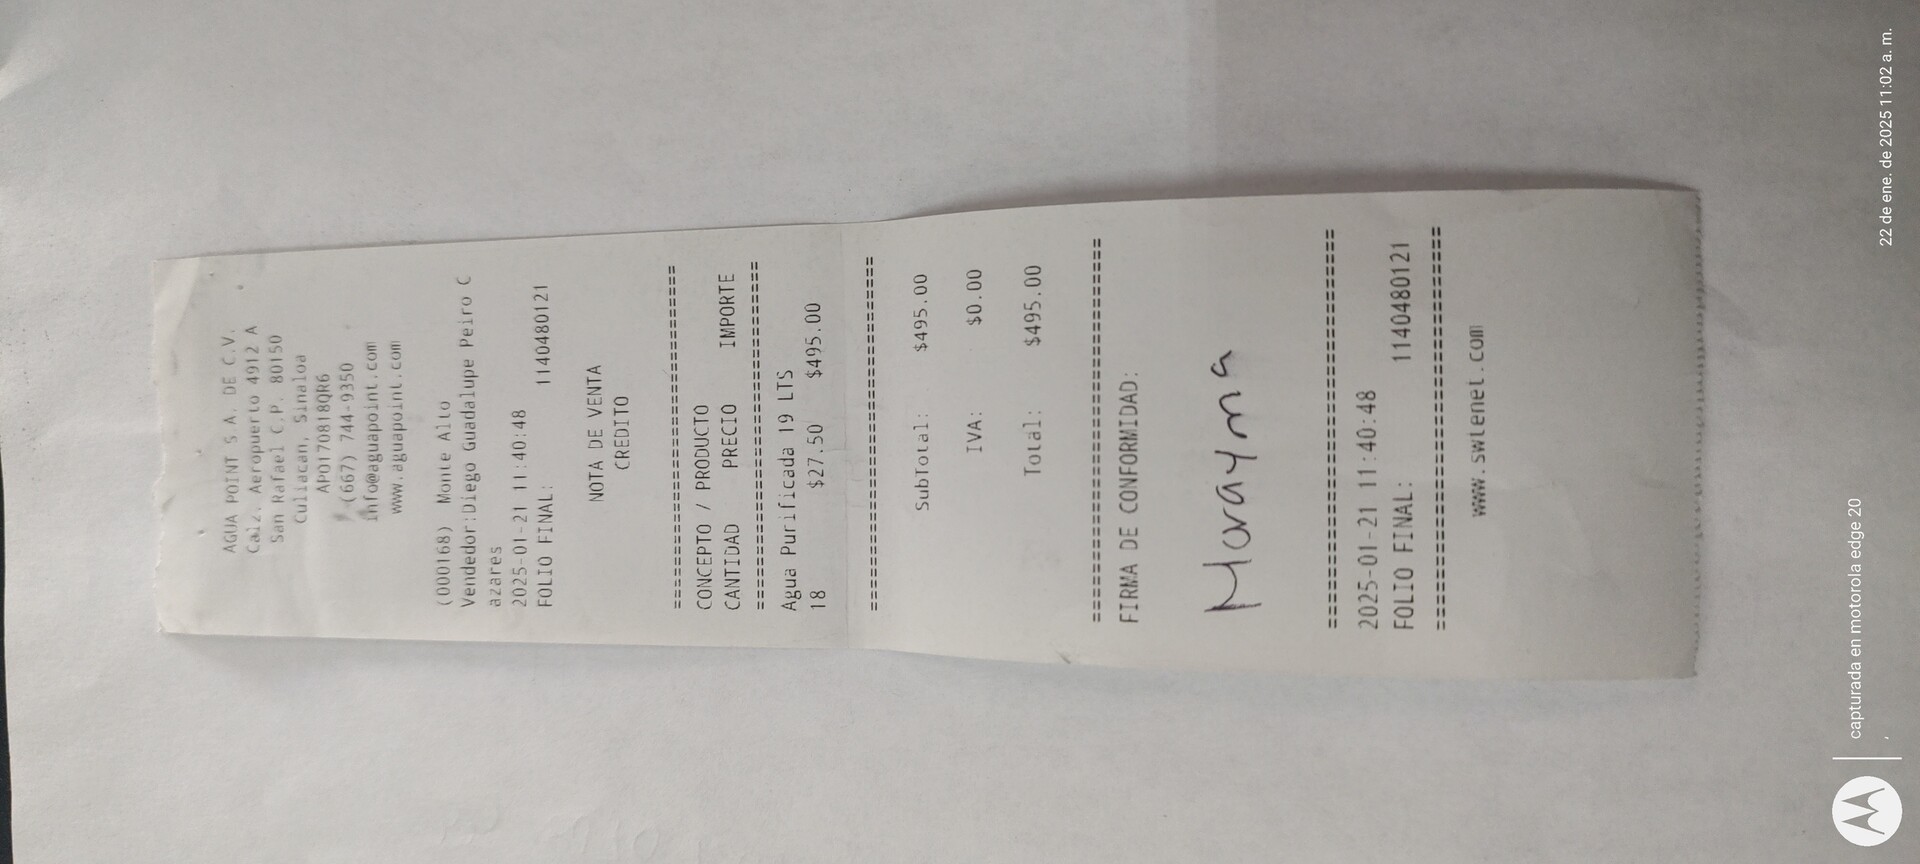 AGUA POINT S.A. DE C.V.
Calz. Aeropuerto 4912 A
San Rafael C.P. 80150
Culiacan, Sinaloa
APO170818QR6
(667) 744-9350
info@aguapoint.com
www.aguapoint.com
(000168) Monte Alto
Vendedor:Diego Guadalupe Peiro C
azares
2025-01-21 11:40:48
FOLIO FINAL: 1140480121
NOTA DE VENTA
CREDITO
================================
CONCEPTO / PRODUCTO
CANTIDAD PRECIO IMPORTE
================================
Agua Purificada 19 LTS
18 $27.50 $495.00
================================
SubTotal: $495.00
IVA: $0.00
Total: $495.00
================================
FIRMA DE CONFORMIDAD:
Morayma
================================
2025-01-21 11:40:48
FOLIO FINAL: 1140480121
================================
www.swtenet.com
capturada en motorola edge 20
22 de ene. de 2025 11:02 a. m.